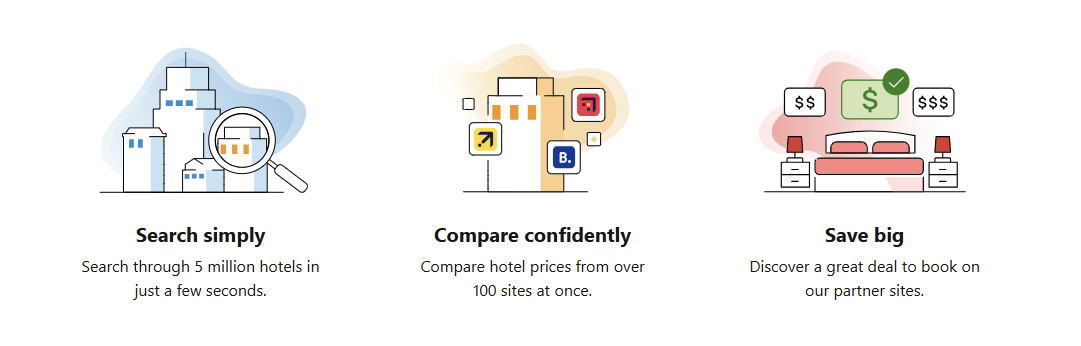 $$
$
$$$
B.
Search simply
Search through 5 million hotels in
just a few seconds.
Compare confidently
Compare hotel prices from over
100 sites at once.
Save big
Discover a great deal to book on
our partner sites.